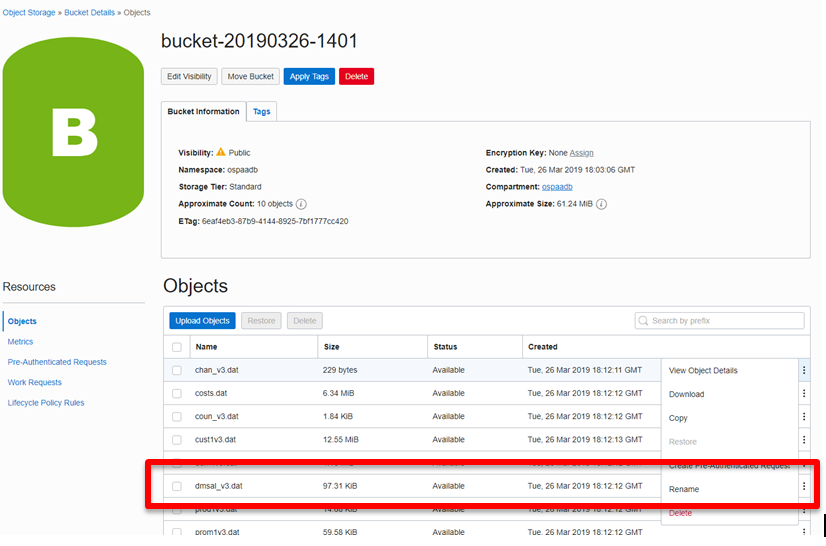 Object Storage » Bucket Details » Objects
B
bucket-20190326-1401
Edit Visibility Move Bucket Apply Tags Delete
Bucket Information Tags
Visibility: Public
Namespace: ospaadb
Storage Tier: Standard
Approximate Count: 10 objects
ETag: 6eaf4eb3-87b9-4144-8925-7bf1777cc420
Encryption Key: None Assign
Created: Tue, 26 Mar 2019 18:03:06 GMT
Compartment: ospaadb
Approximate Size: 61.24 MiB
Resources
Objects
Metrics
Pre-Authenticated Requests
Work Requests
Lifecycle Policy Rules
Objects
Upload Objects Restore Delete Search by prefix
Name Size Status Created
chan_v3.dat 229 bytes Available Tue, 26 Mar 2019 18:12:11 GMT
costs.dat 6.34 MiB Available Tue, 26 Mar 2019 18:12:12 GMT
coun_v3.dat 1.84 KiB Available Tue, 26 Mar 2019 18:12:12 GMT
cust1v3.dat 12.55 MiB Available Tue, 26 Mar 2019 18:12:13 GMT
dmsal_v3.dat 97.31 KiB Available Tue, 26 Mar 2019 18:12:12 GMT
prod1v3.dat 14.68 KiB Available Tue, 26 Mar 2019 18:12:12 GMT
prom1v3.dat 59.58 KiB Available Tue, 26 Mar 2019 18:12:12 GMT
View Object Details
Download
Copy
Restore
Create Pre-Authenticated Request
Rename
Delete